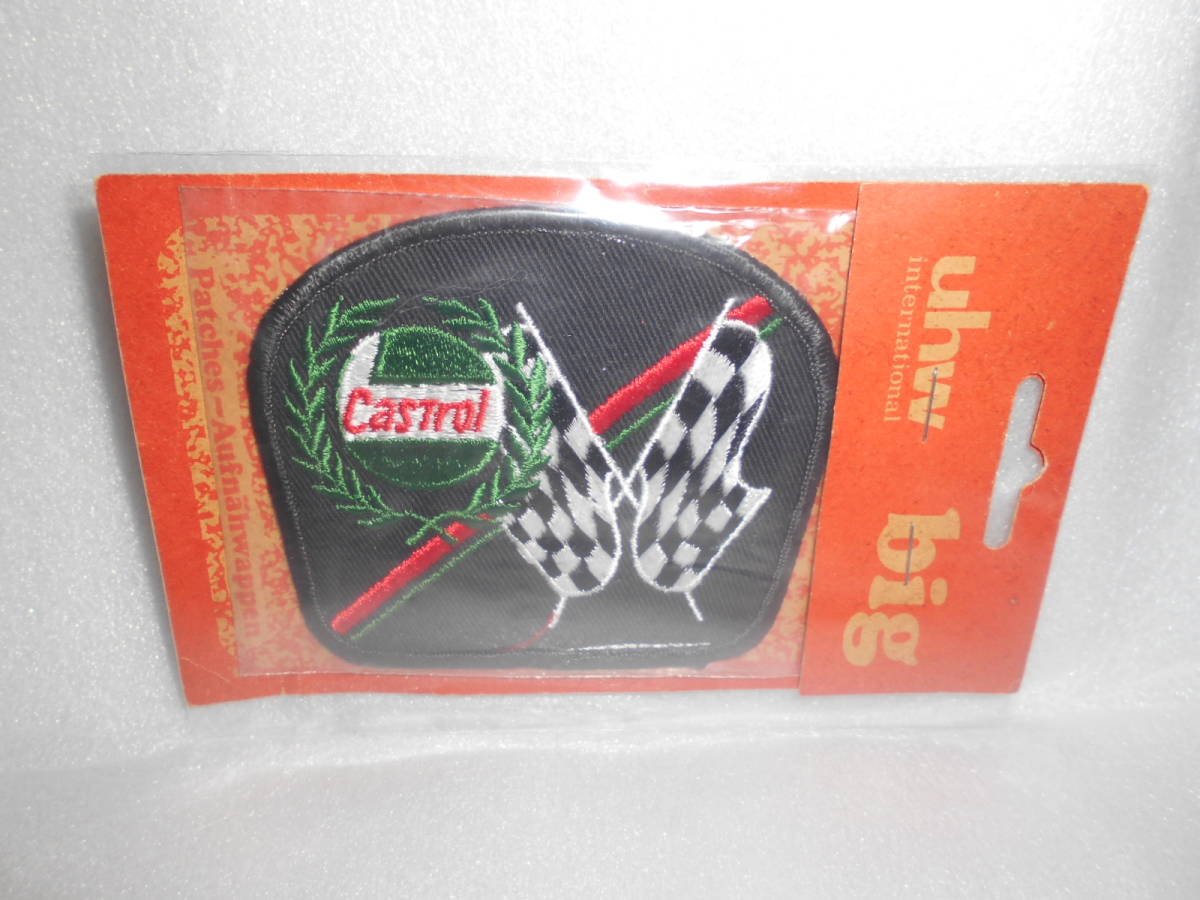 uhw big
international
Castrol
Patches – Aufnähwappen